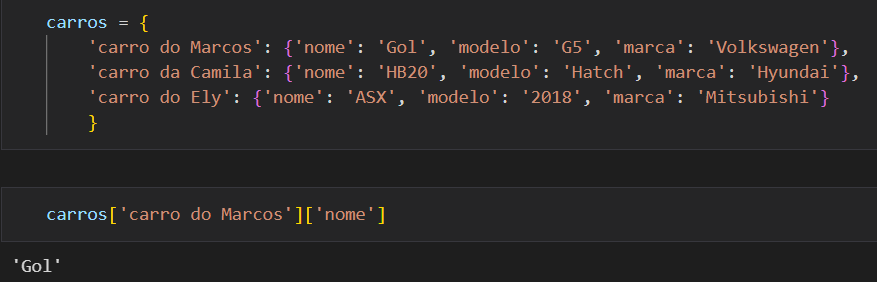 carros = {
    'carro do Marcos': {'nome': 'Gol', 'modelo': 'G5', 'marca': 'Volkswagen'},
    'carro da Camila': {'nome': 'HB20', 'modelo': 'Hatch', 'marca': 'Hyundai'},
    'carro do Ely': {'nome': 'ASX', 'modelo': '2018', 'marca': 'Mitsubishi'}
    }
carros['carro do Marcos']['nome']
'Gol'